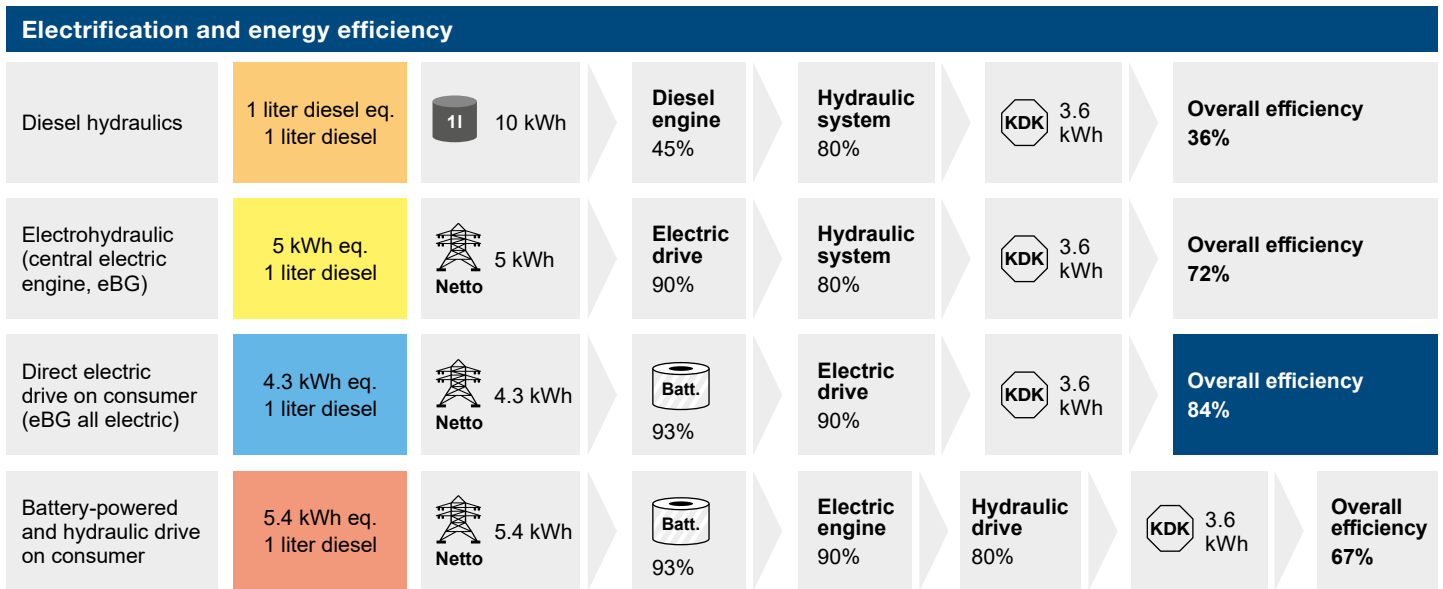 Electrification and energy efficiency
Diesel hydraulics
1 liter diesel eq.
1 liter diesel
1l
10 kWh
Diesel
engine
45%
Hydraulic
system
80%
KDK
3.6
kWh
Overall efficiency
36%
Electrohydraulic
(central electric
engine, eBG)
5 kWh eq.
1 liter diesel
Netto
5 kWh
Electric
drive
90%
Hydraulic
system
80%
KDK
3.6
kWh
Overall efficiency
72%
Direct electric
drive on consumer
(eBG all electric)
4.3 kWh eq.
1 liter diesel
Netto
4.3 kWh
Batt.
93%
Electric
drive
90%
KDK
3.6
kWh
Overall efficiency
84%
Battery-powered
and hydraulic drive
on consumer
5.4 kWh eq.
1 liter diesel
Netto
5.4 kWh
Batt.
93%
Electric
engine
90%
Hydraulic
drive
80%
KDK
3.6
kWh
Overall
efficiency
67%